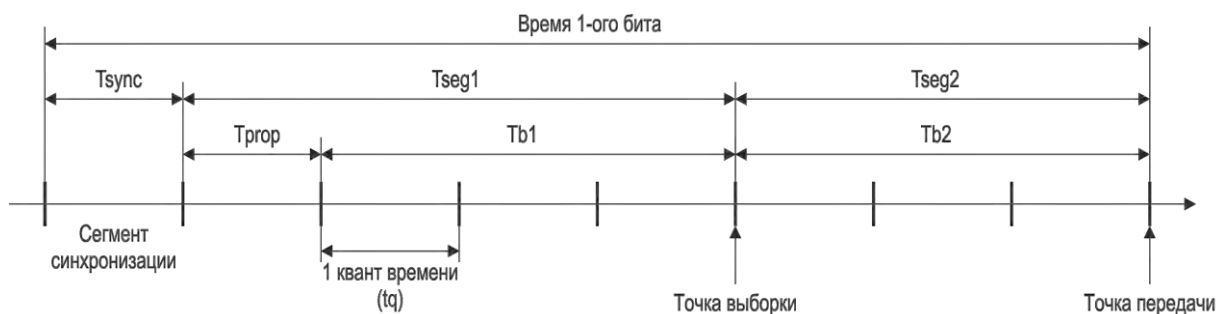 Время 1-ого бита
Tsync
Tseg1
Tseg2
Tprop
Tb1
Tb2
Сегмент
синхронизации
1 квант времени
(tq)
Точка выборки
Точка передачи